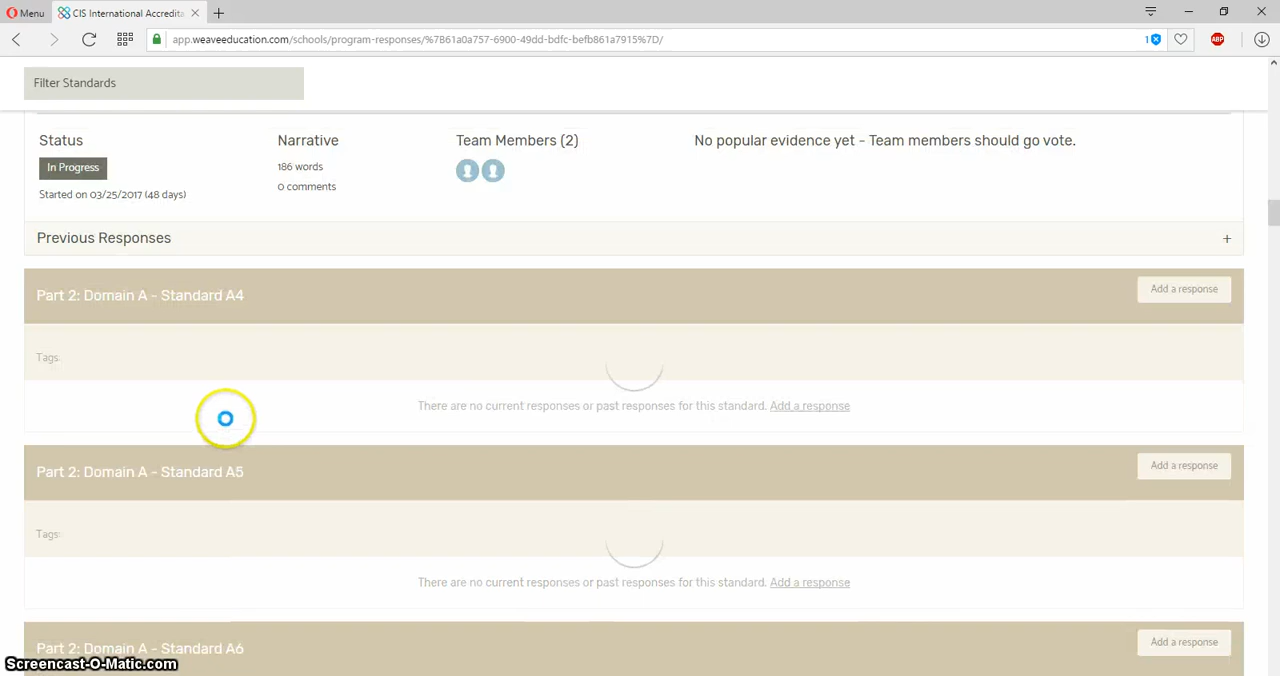 Menu
CIS International Accredita
app.weaveeducation.com/schools/program-responses/%7B61a0a757-6900-49dd-bdfc-befb861a7915%7D/
1
ABP
Filter Standards
Status
Narrative
Team Members (2)
No popular evidence yet - Team members should go vote.
In Progress
186 words
Started on 03/25/2017 (48 days)
0 comments
Previous Responses
+
Part 2: Domain A - Standard A4
Add a response
Tags:
There are no current responses or past responses for this standard. Add a response
Part 2: Domain A - Standard A5
Add a response
Tags:
There are no current responses or past responses for this standard. Add a response
Part 2: Domain A - Standard A6
Add a response
Screencast-O-Matic.com